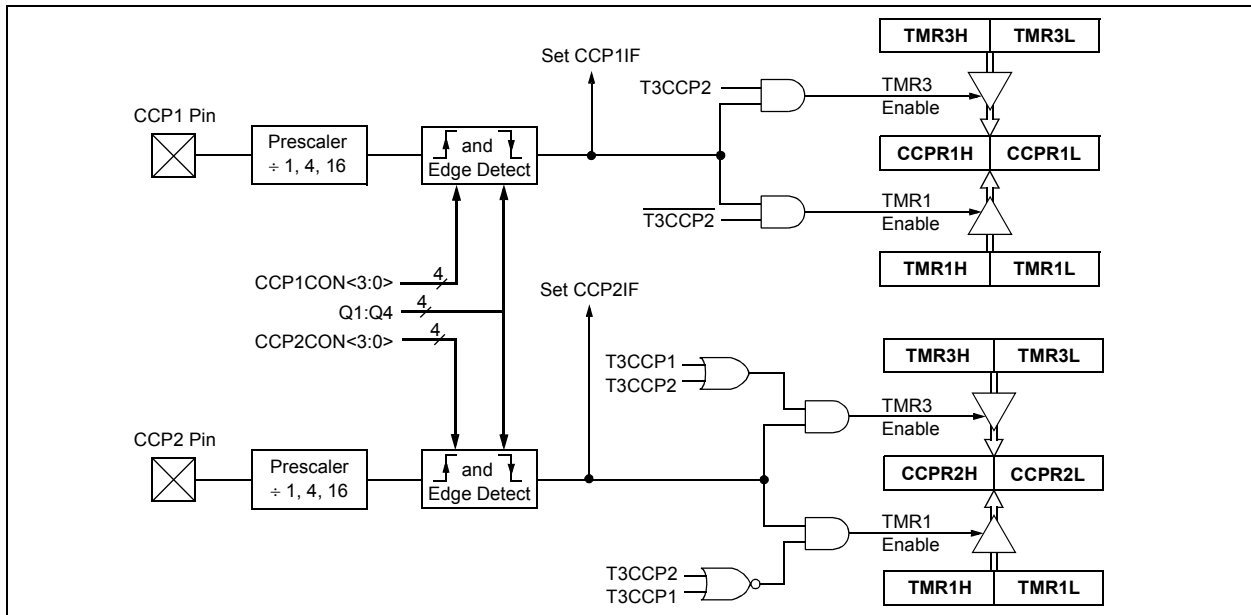 TMR3H TMR3L
Set CCP1IF
T3CCP2
TMR3
Enable
CCP1 Pin
Prescaler
÷ 1, 4, 16
and
Edge Detect
CCPR1H CCPR1L
T3CCP2
TMR1
Enable
TMR1H TMR1L
CCP1CON<3:0> 4
Q1:Q4 4
CCP2CON<3:0> 4
Set CCP2IF
TMR3H TMR3L
T3CCP1
T3CCP2
TMR3
Enable
CCP2 Pin
Prescaler
÷ 1, 4, 16
and
Edge Detect
CCPR2H CCPR2L
TMR1
Enable
T3CCP2
T3CCP1
TMR1H TMR1L